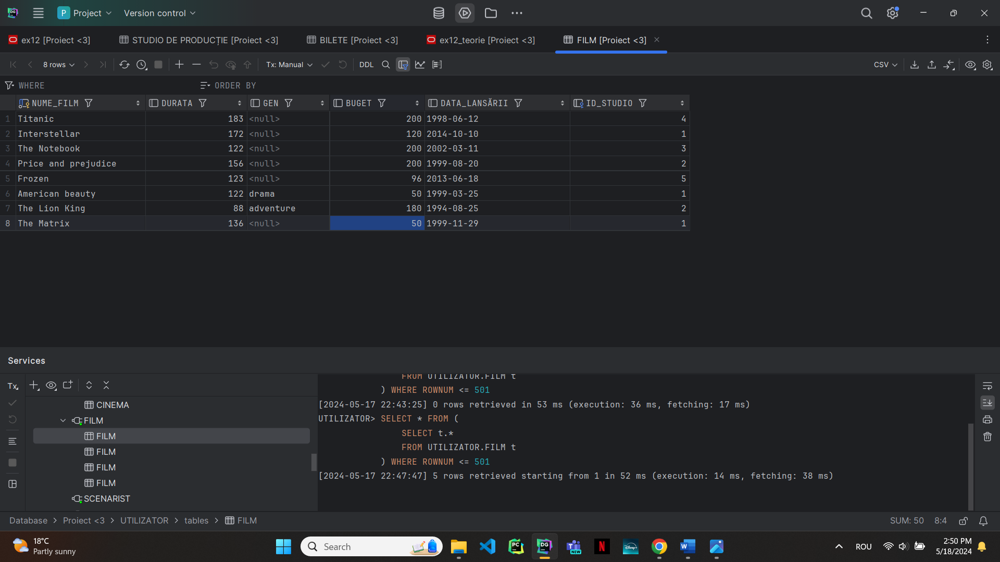 P Project Version control
ex12 [Proiect <3] STUDIO DE PRODUCȚIE [Proiect <3] BILETE [Proiect <3] ex12_teorie [Proiect <3] FILM [Proiect <3]
8 rows Tx: Manual DDL CSV
WHERE ORDER BY
NUME_FILM DURATA GEN BUGET DATA_LANSĂRII ID_STUDIO
1 Titanic 183 <null> 200 1998-06-12 4
2 Interstellar 172 <null> 120 2014-10-10 1
3 The Notebook 122 <null> 200 2002-03-11 3
4 Price and prejudice 156 <null> 200 1999-08-20 2
5 Frozen 123 <null> 96 2013-06-18 5
6 American beauty 122 drama 50 1999-03-25 1
7 The Lion King 88 adventure 180 1994-08-25 2
8 The Matrix 136 <null> 50 1999-11-29 1
Services
Tx
CINEMA
FILM
FILM
FILM
FILM
FILM
SCENARIST
FROM UTILIZATOR.FILM t
) WHERE ROWNUM <= 501
[2024-05-17 22:43:25] 0 rows retrieved in 53 ms (execution: 36 ms, fetching: 17 ms)
UTILIZATOR> SELECT * FROM (
SELECT t.*
FROM UTILIZATOR.FILM t
) WHERE ROWNUM <= 501
[2024-05-17 22:47:47] 5 rows retrieved starting from 1 in 52 ms (execution: 14 ms, fetching: 38 ms)
Database > Proiect <3 > UTILIZATOR > tables > FILM SUM: 50 8:4
18°C
Partly sunny
Search
ROU
2:50 PM
5/18/2024